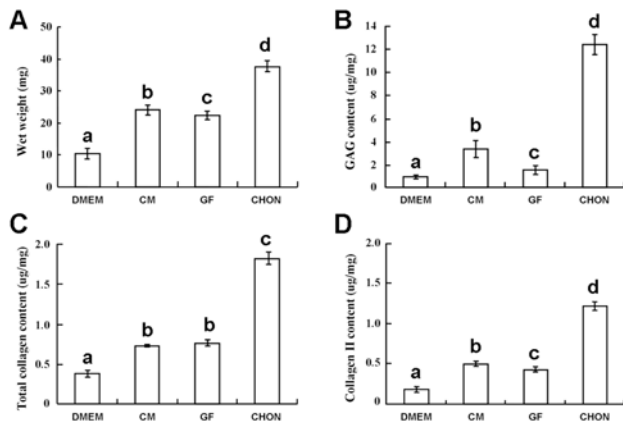 A
B
Wet weight (mg)
50
40
30
20
10
0
a
b
c
d
DMEM
CM
GF
CHON
GAG content (ug/mg)
14
12
10
8
6
4
2
0
a
b
c
d
DMEM
CM
GF
CHON
C
D
Total collagen content (ug/mg)
2.0
1.5
1.0
0.5
0.0
a
b
b
c
DMEM
CM
GF
CHON
Collagen II content (ug/mg)
2.0
1.5
1.0
0.5
0.0
a
b
c
d
DMEM
CM
GF
CHON